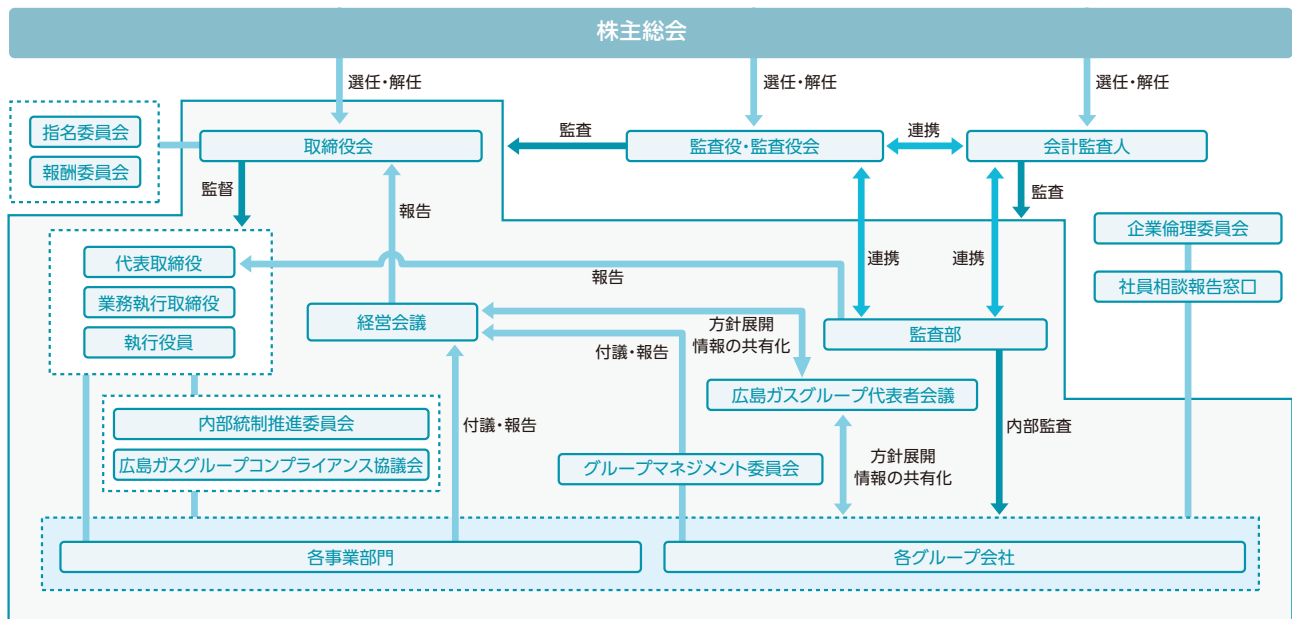 株主総会
選任・解任
選任・解任
選任・解任
指名委員会
報酬委員会
取締役会
監査
監査役・監査役会
連携
会計監査人
監督
報告
監査
企業倫理委員会
社員相談報告窓口
代表取締役
業務執行取締役
執行役員
報告
連携
連携
経営会議
方針展開
情報の共有化
監査部
付議・報告
広島ガスグループ代表者会議
内部統制推進委員会
広島ガスグループコンプライアンス協議会
付議・報告
グループマネジメント委員会
方針展開
情報の共有化
内部監査
各事業部門
各グループ会社